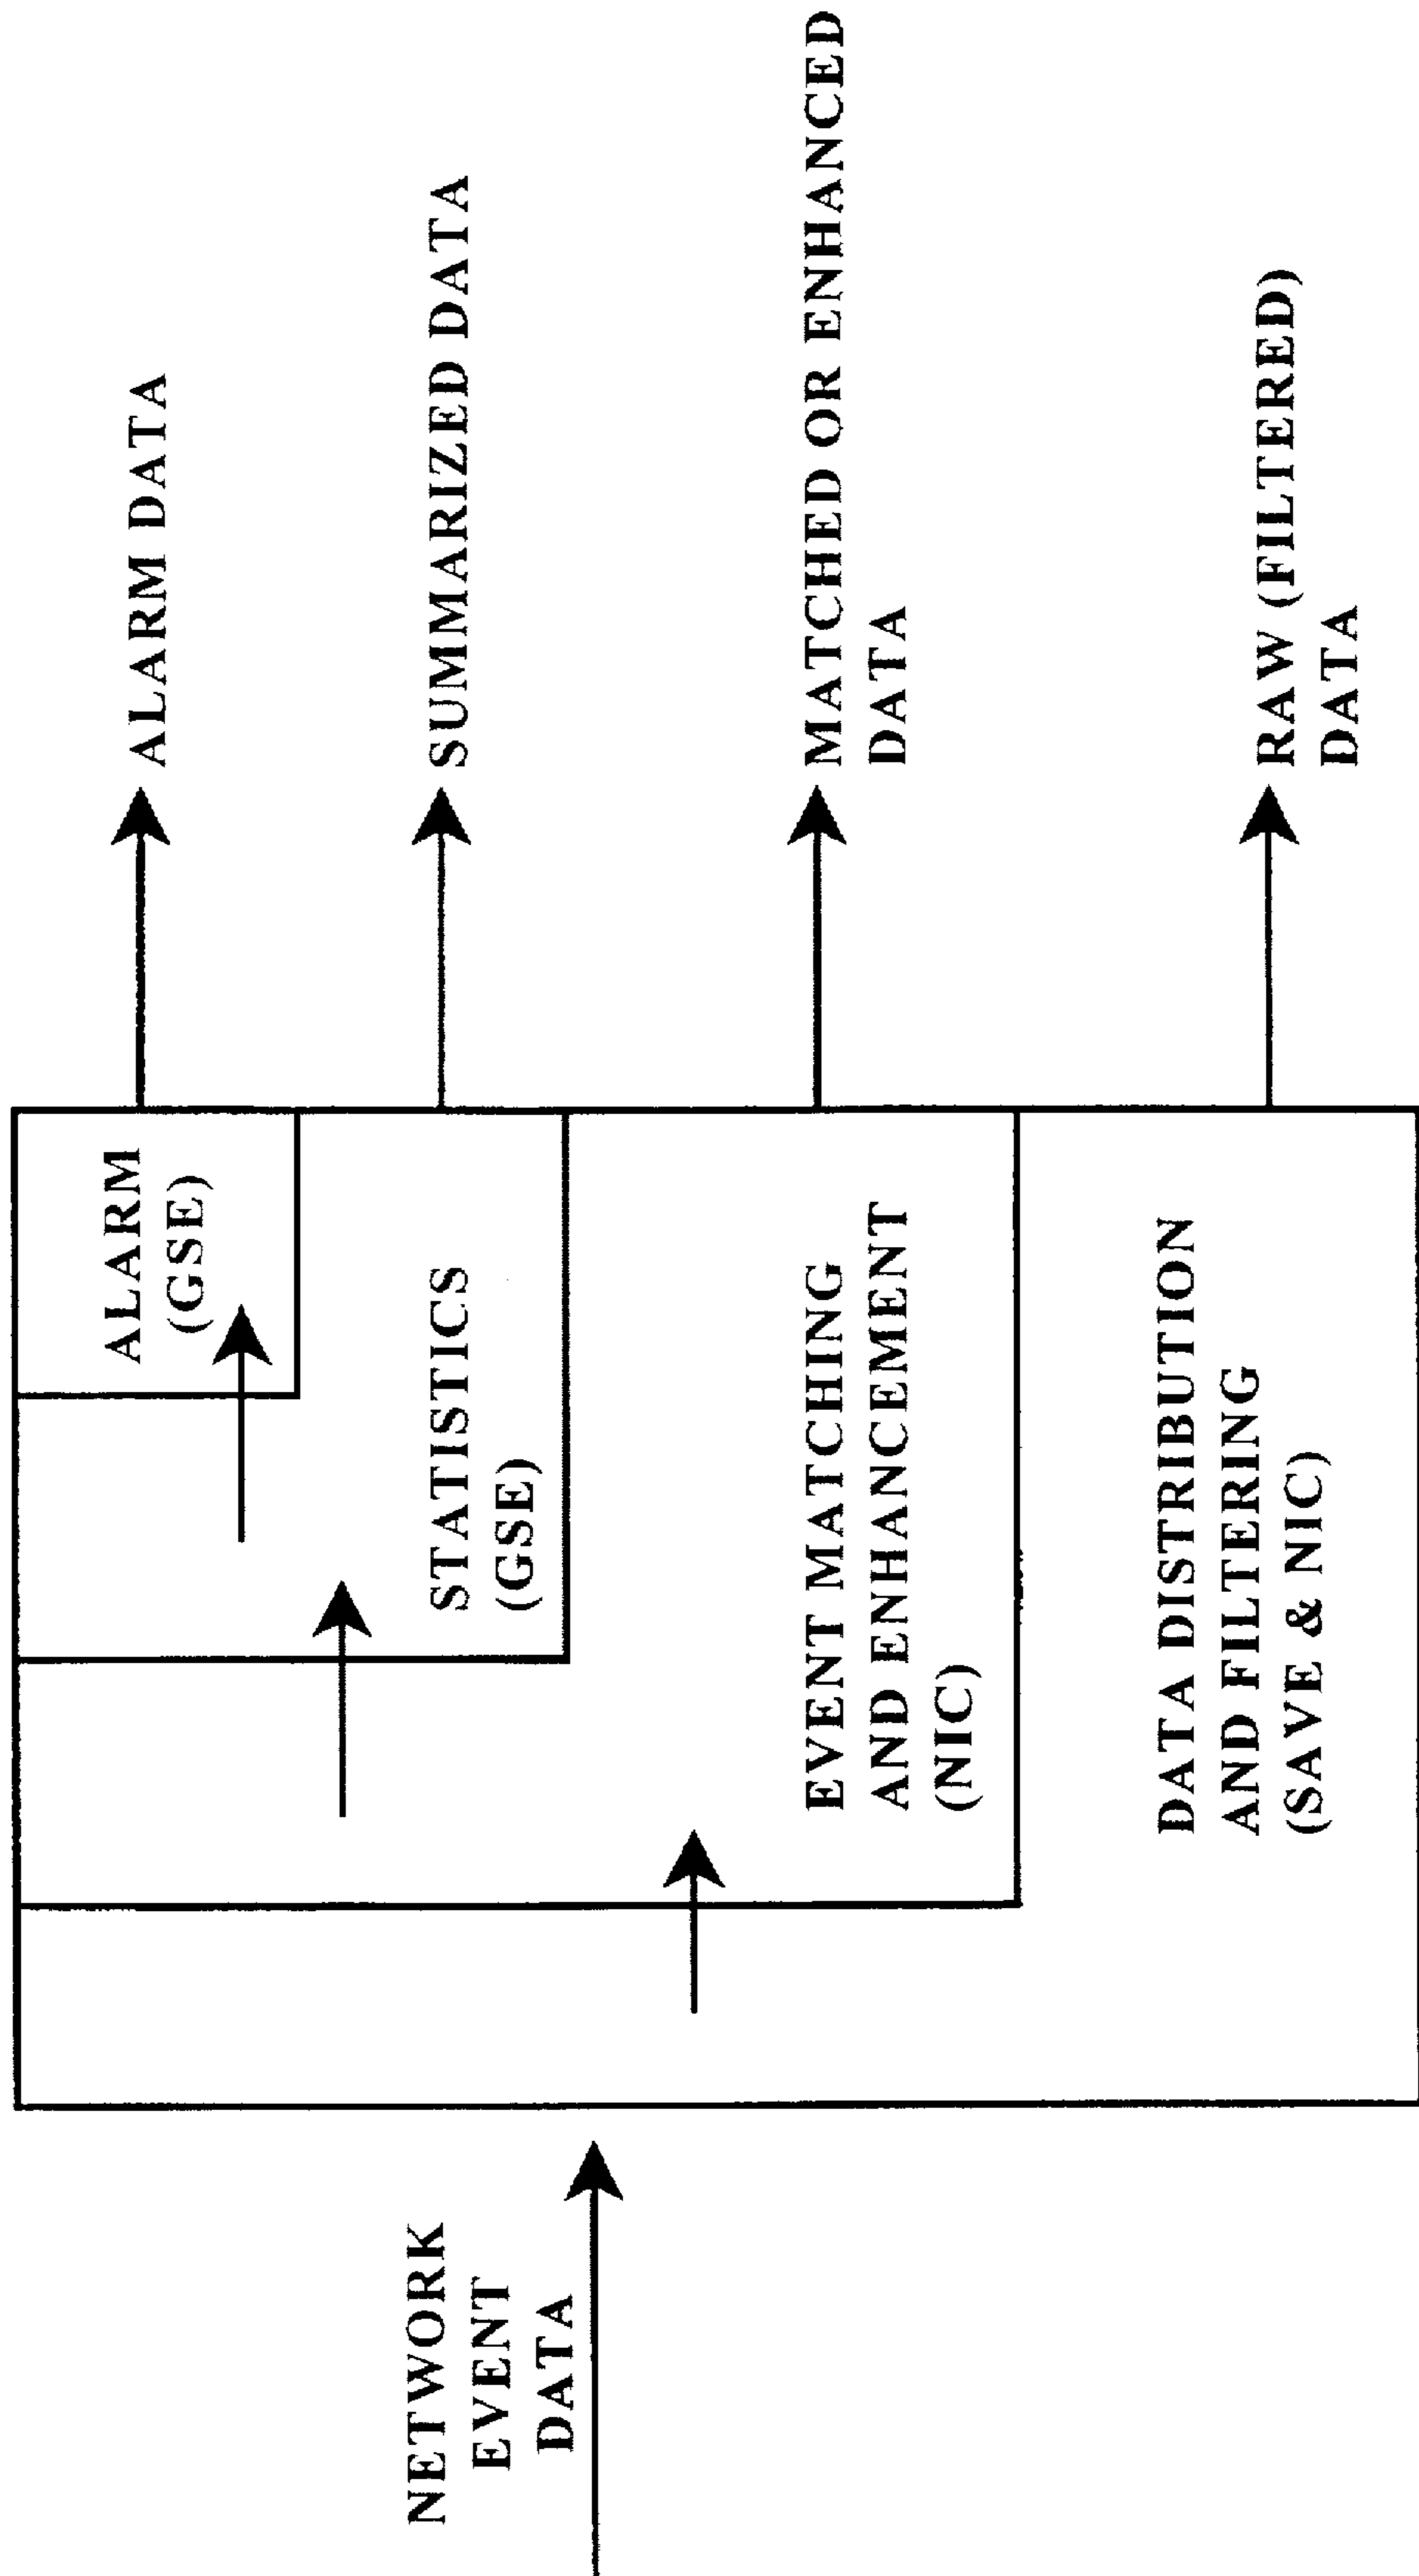 NETWORK
EVENT
DATA
ALARM
(GSE)
STATISTICS
(GSE)
EVENT MATCHING
AND ENHANCEMENT
(NIC)
DATA DISTRIBUTION
AND FILTERING
(SAVE & NIC)
ALARM DATA
SUMMARIZED DATA
MATCHED OR ENHANCED
DATA
RAW (FILTERED)
DATA